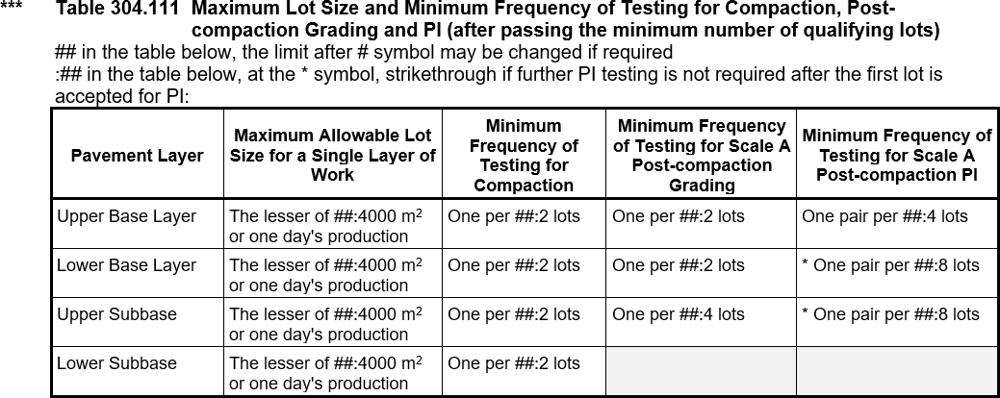 *** Table 304.111 Maximum Lot Size and Minimum Frequency of Testing for Compaction, Post-
compaction Grading and PI (after passing the minimum number of qualifying lots)
## in the table below, the limit after # symbol may be changed if required
:## in the table below, at the * symbol, strikethrough if further PI testing is not required after the first lot is
accepted for PI:
Pavement Layer
Maximum Allowable Lot
Size for a Single Layer of
Work
Minimum
Frequency of
Testing for
Compaction
Minimum Frequency
of Testing for Scale A
Post-compaction
Grading
Minimum Frequency of
Testing for Scale A
Post-compaction PI
Upper Base Layer
The lesser of ##:4000 m²
or one day's production
One per ##:2 lots
One per ##:2 lots
One pair per ##:4 lots
Lower Base Layer
The lesser of ##:4000 m²
or one day's production
One per ##:2 lots
One per ##:2 lots
* One pair per ##:8 lots
Upper Subbase
The lesser of ##:4000 m²
or one day's production
One per ##:2 lots
One per ##:4 lots
* One pair per ##:8 lots
Lower Subbase
The lesser of ##:4000 m²
or one day's production
One per ##:2 lots